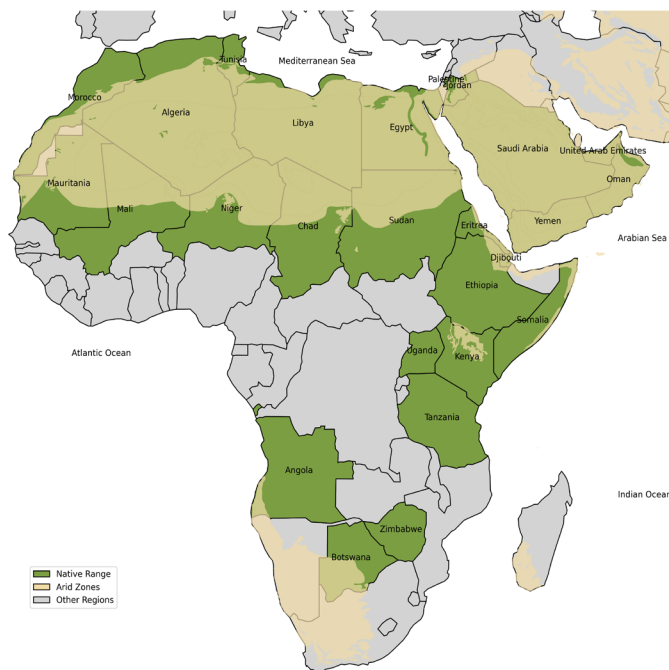 Mediterranean Sea
Tunisia
Morocco
Palestine
Jordan
Algeria
Libya
Egypt
Saudi Arabia
United Arab Emirates
Oman
Mauritania
Mali
Niger
Chad
Sudan
Eritrea
Yemen
Arabian Sea
Djibouti
Ethiopia
Somalia
Atlantic Ocean
Uganda
Kenya
Tanzania
Angola
Indian Ocean
Zimbabwe
Botswana
Native Range
Arid Zones
Other Regions